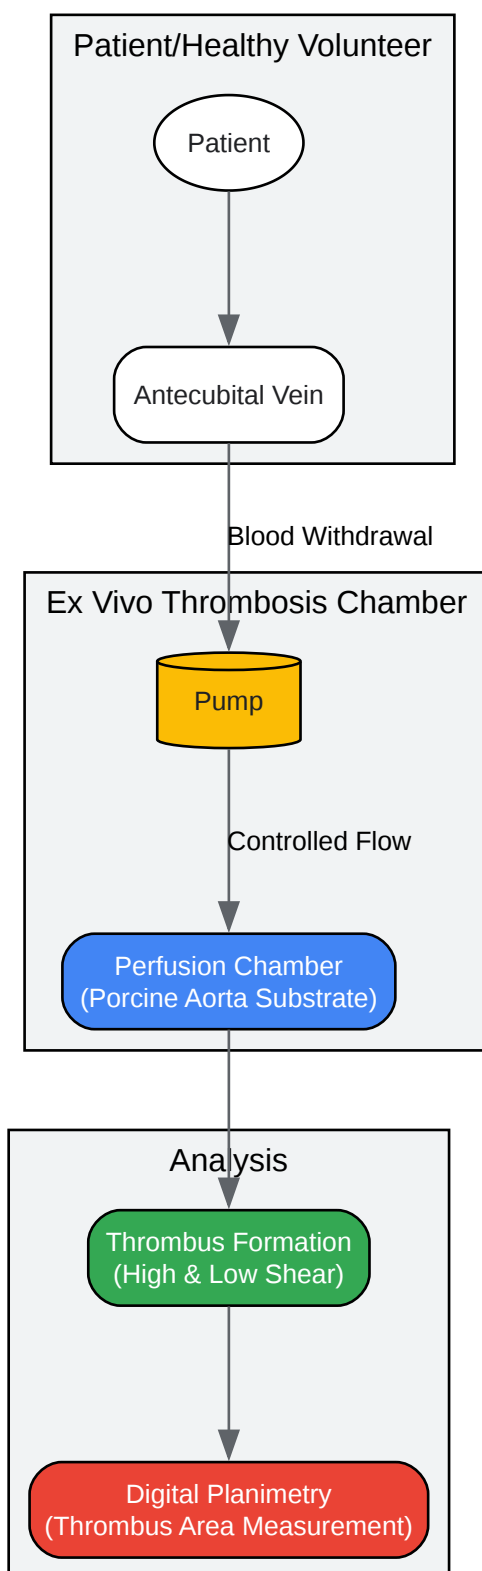 Patient/Healthy Volunteer
Patient
Antecubital Vein
Blood Withdrawal
Ex Vivo Thrombosis Chamber
Pump
Controlled Flow
Perfusion Chamber
(Porcine Aorta Substrate)
Analysis
Thrombus Formation
(High & Low Shear)
Digital Planimetry
(Thrombus Area Measurement)